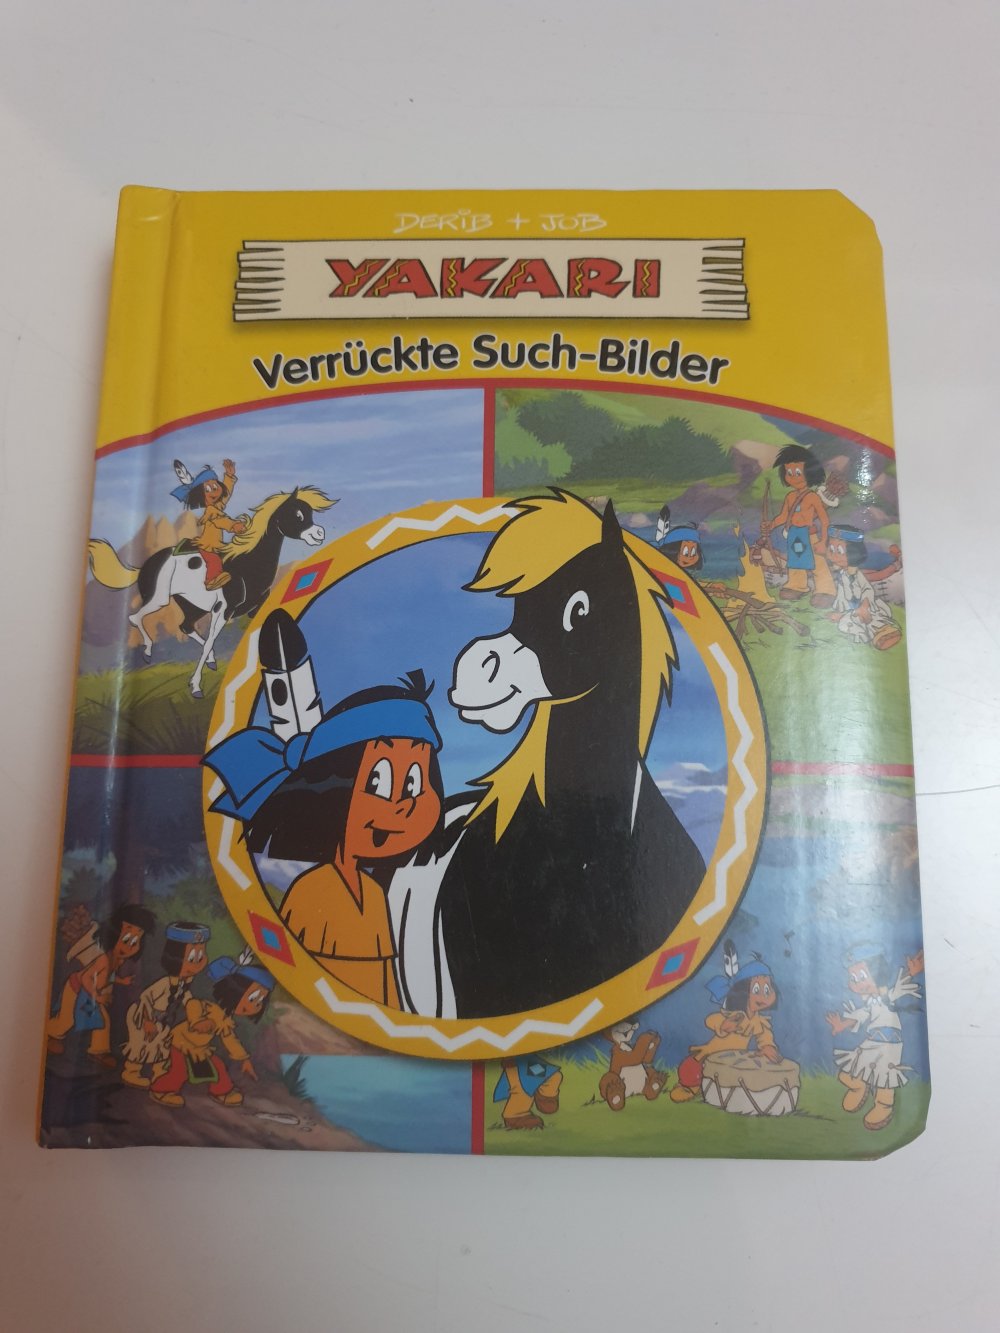 DERIB + JOB
YAKARI
Verrückte Such-Bilder